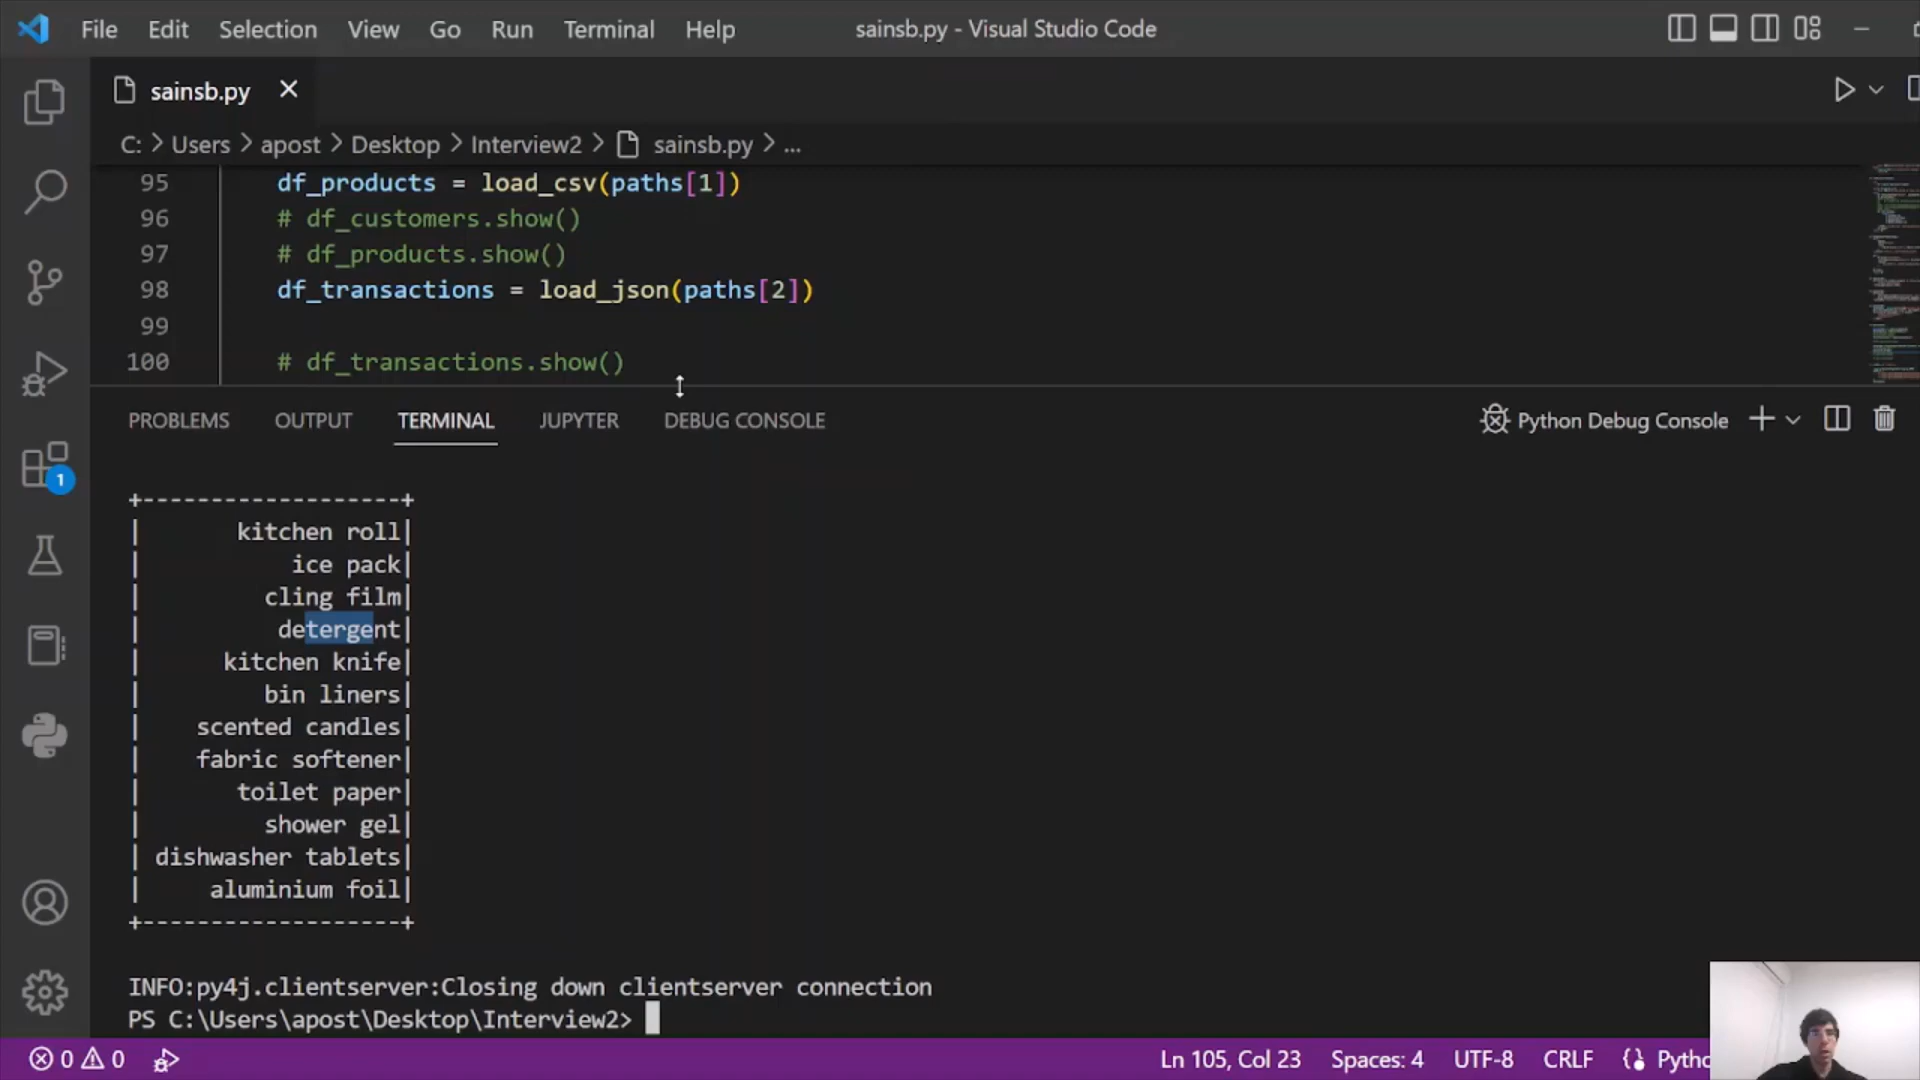 File Edit Selection View Go Run Terminal Help sainsb.py - Visual Studio Code
sainsb.py
C: > Users > apost > Desktop > Interview2 > sainsb.py > ...
95 df_products = load_csv(paths[1])
96 # df_customers.show()
97 # df_products.show()
98 df_transactions = load_json(paths[2])
99
100 # df_transactions.show()
PROBLEMS OUTPUT TERMINAL JUPYTER DEBUG CONSOLE Python Debug Console
1
+-------------------+
| kitchen roll|
| ice pack|
| cling film|
| detergent|
| kitchen knife|
| bin liners|
| scented candles|
| fabric softener|
| toilet paper|
| shower gel|
| dishwasher tablets|
| aluminium foil|
+-------------------+
INFO:py4j.clientserver:Closing down clientserver connection
PS C:\Users\apost\Desktop\Interview2>
0 0 Ln 105, Col 23 Spaces: 4 UTF-8 CRLF Pytho